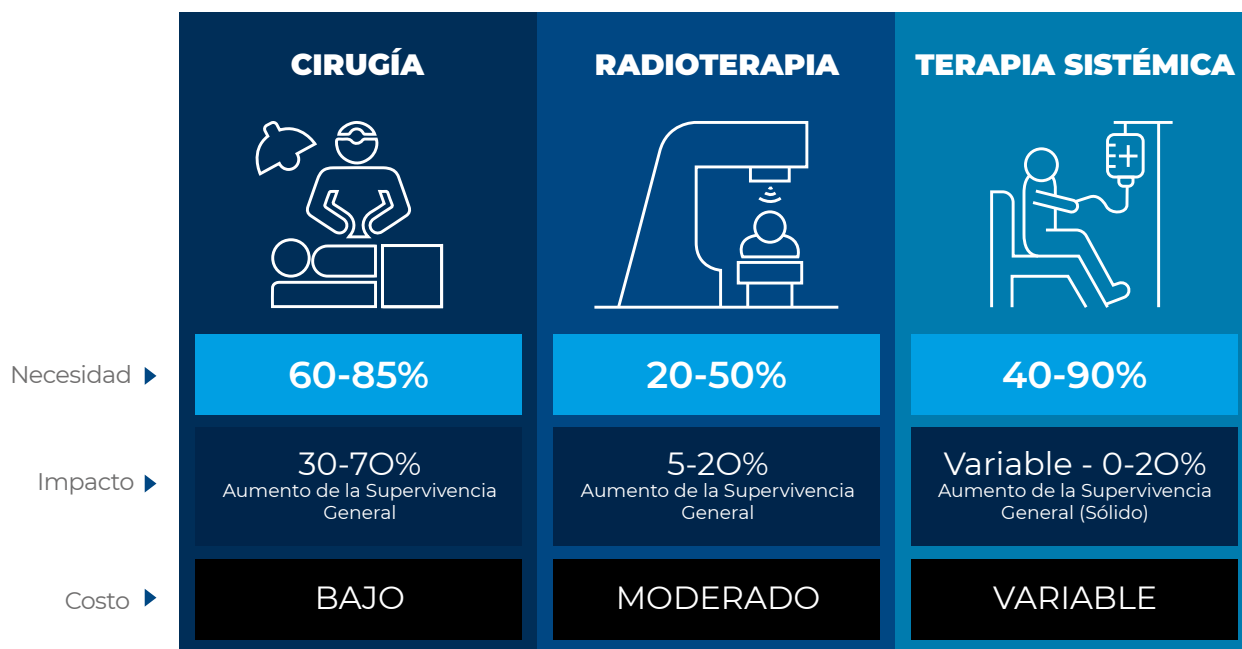 CIRUGÍA
RADIOTERAPIA
TERAPIA SISTÉMICA
Necesidad
60-85%
20-50%
40-90%
Impacto
30-70%
Aumento de la Supervivencia
General
5-20%
Aumento de la Supervivencia
General
Variable - 0-20%
Aumento de la Supervivencia
General (Sólido)
Costo
BAJO
MODERADO
VARIABLE